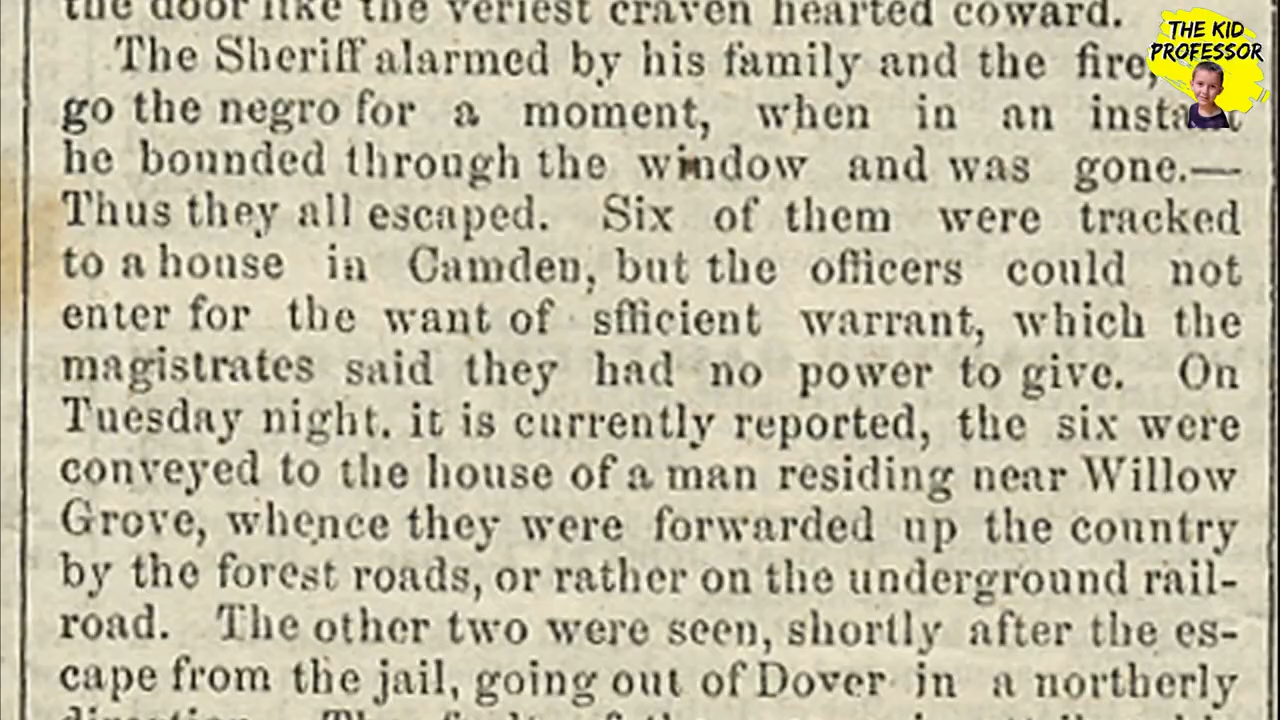 the door like the veriest craven hearted coward.
The Sheriff alarmed by his family and the fire,
go the negro for a moment, when in an instant
he bounded through the window and was gone.—
Thus they all escaped. Six of them were tracked
to a house in Camden, but the officers could not
enter for the want of sfficient warrant, which the
magistrates said they had no power to give. On
Tuesday night. it is currently reported, the six were
conveyed to the house of a man residing near Willow
Grove, whence they were forwarded up the country
by the forest roads, or rather on the underground rail-
road. The other two were seen, shortly after the es-
cape from the jail, going out of Dover in a northerly
THE KID
PROFESSOR